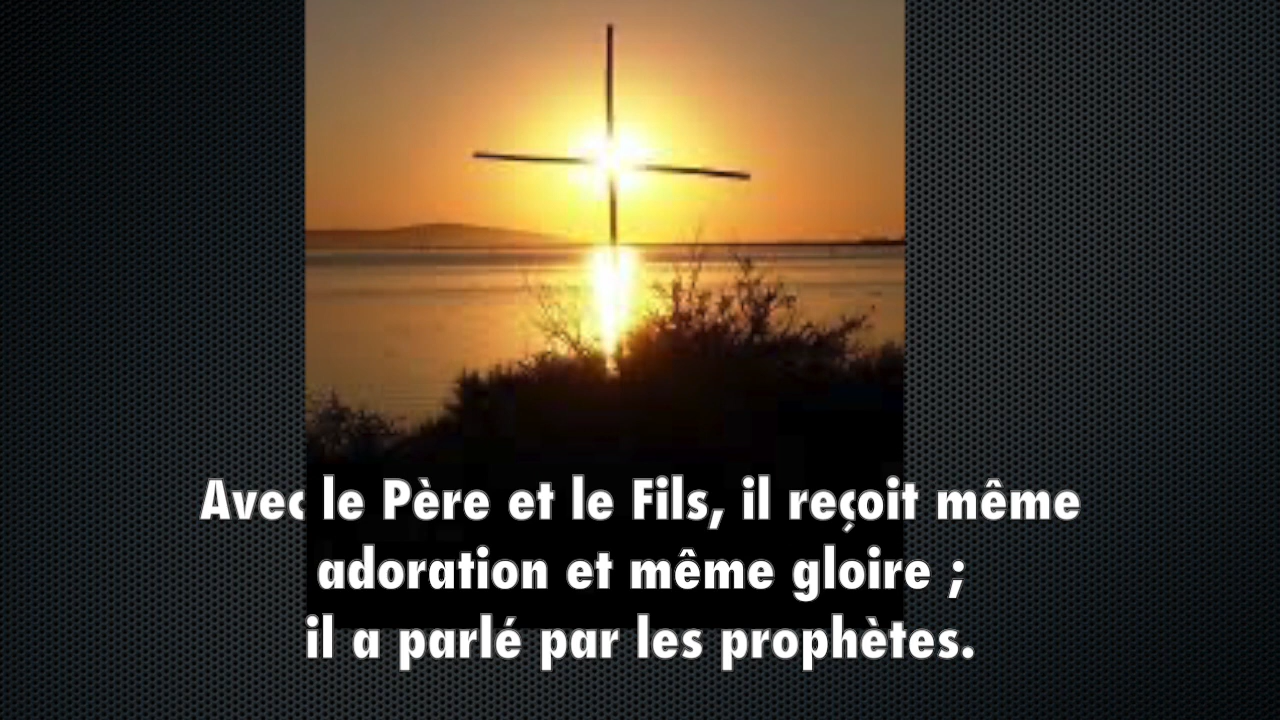 Avec le Père et le Fils, il reçoit même
adoration et même gloire ;
il a parlé par les prophètes.